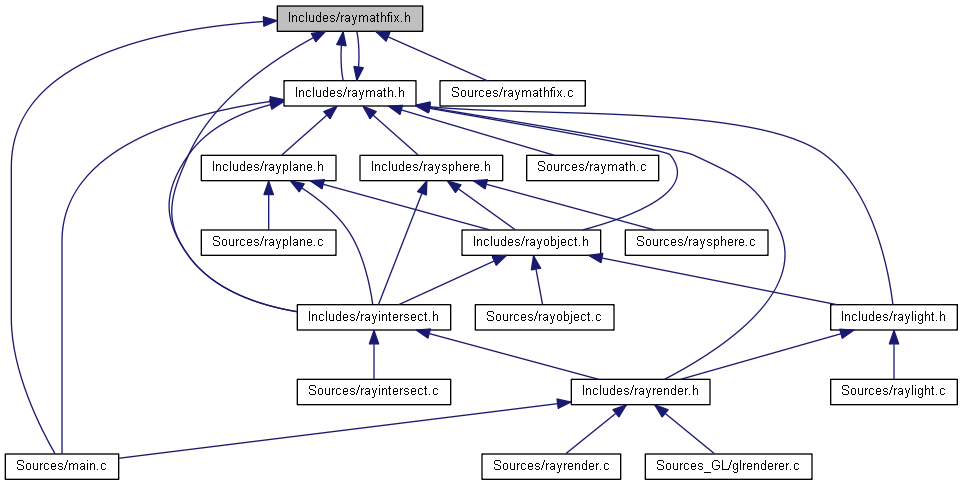 Includes/raymathfix.h
Includes/raymath.h
Sources/raymathfix.c
Includes/rayplane.h
Includes/raysphere.h
Sources/raymath.c
Sources/rayplane.c
Includes/rayobject.h
Sources/raysphere.c
Includes/rayintersect.h
Sources/rayobject.c
Includes/raylight.h
Sources/rayintersect.c
Includes/rayrender.h
Sources/raylight.c
Sources/main.c
Sources/rayrender.c
Sources_GL/glrenderer.c